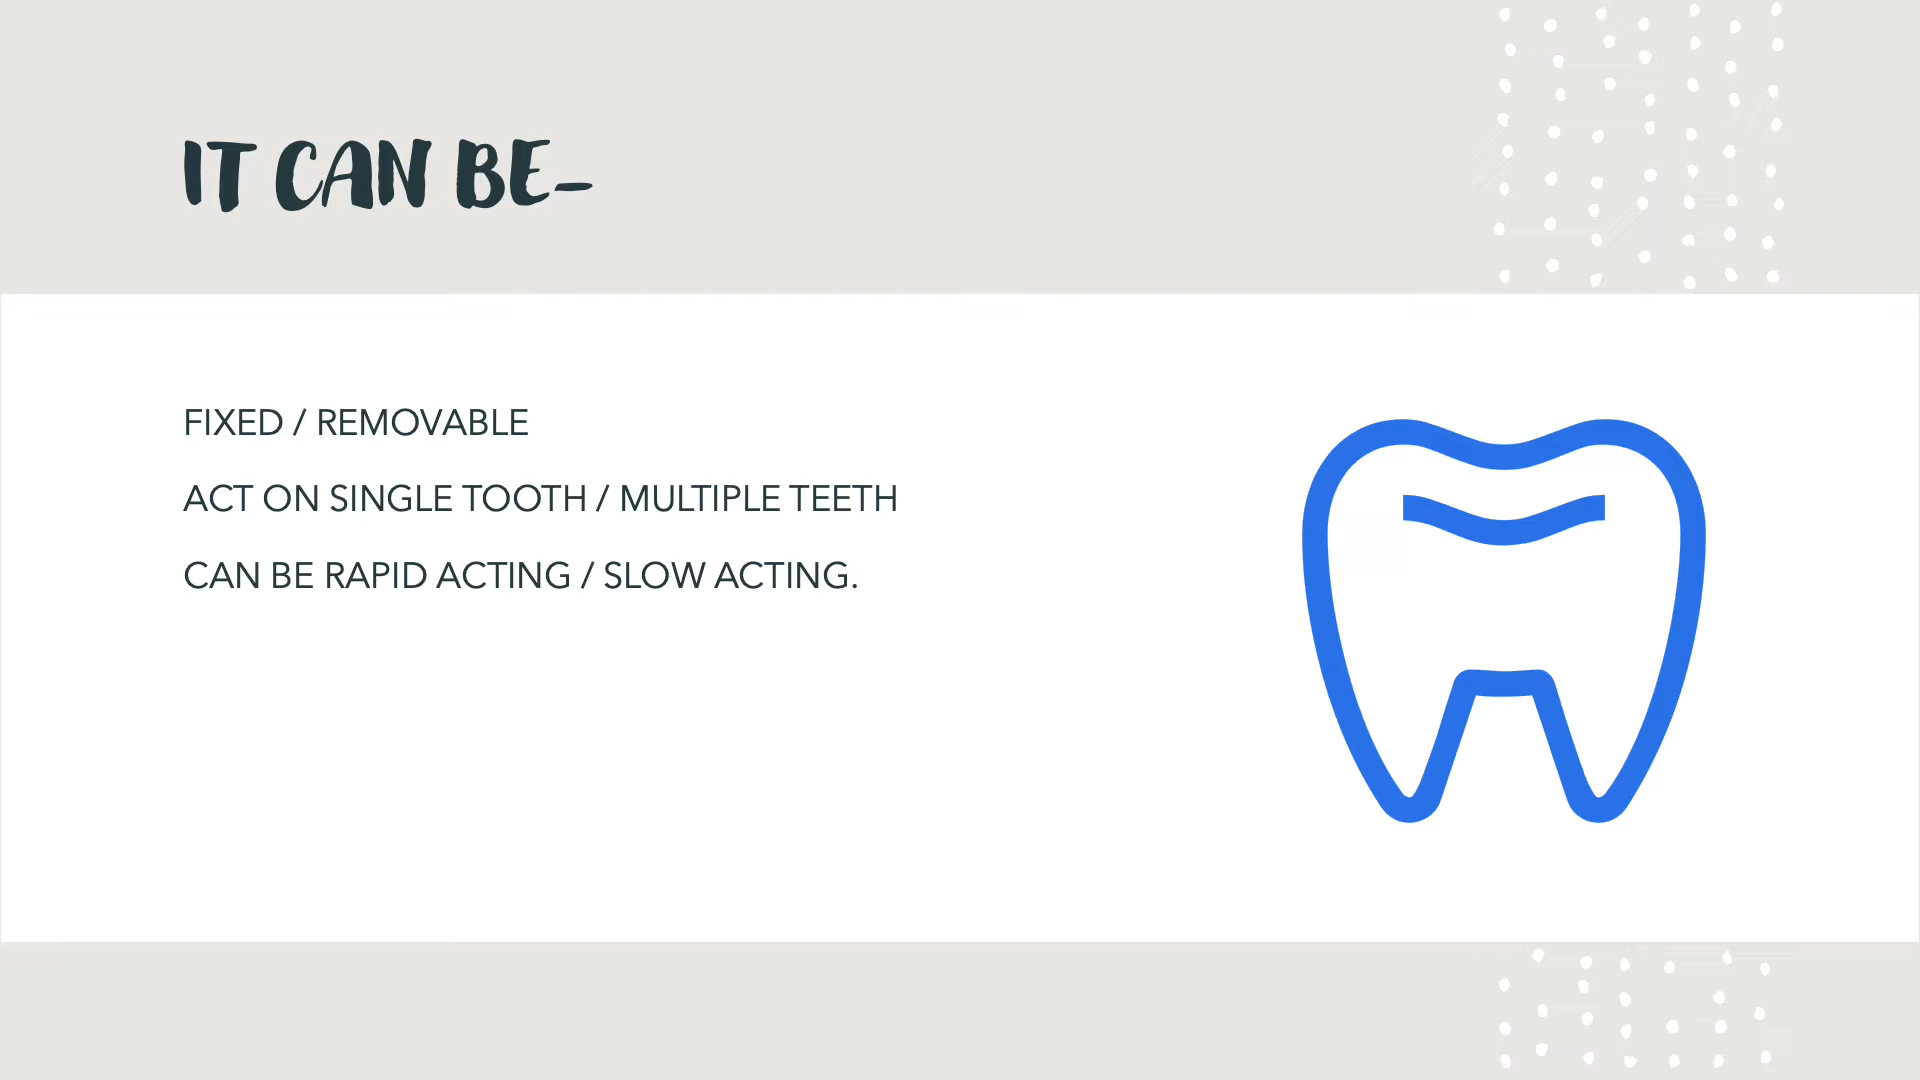 IT CAN BE-
FIXED / REMOVABLE
ACT ON SINGLE TOOTH / MULTIPLE TEETH
CAN BE RAPID ACTING / SLOW ACTING.